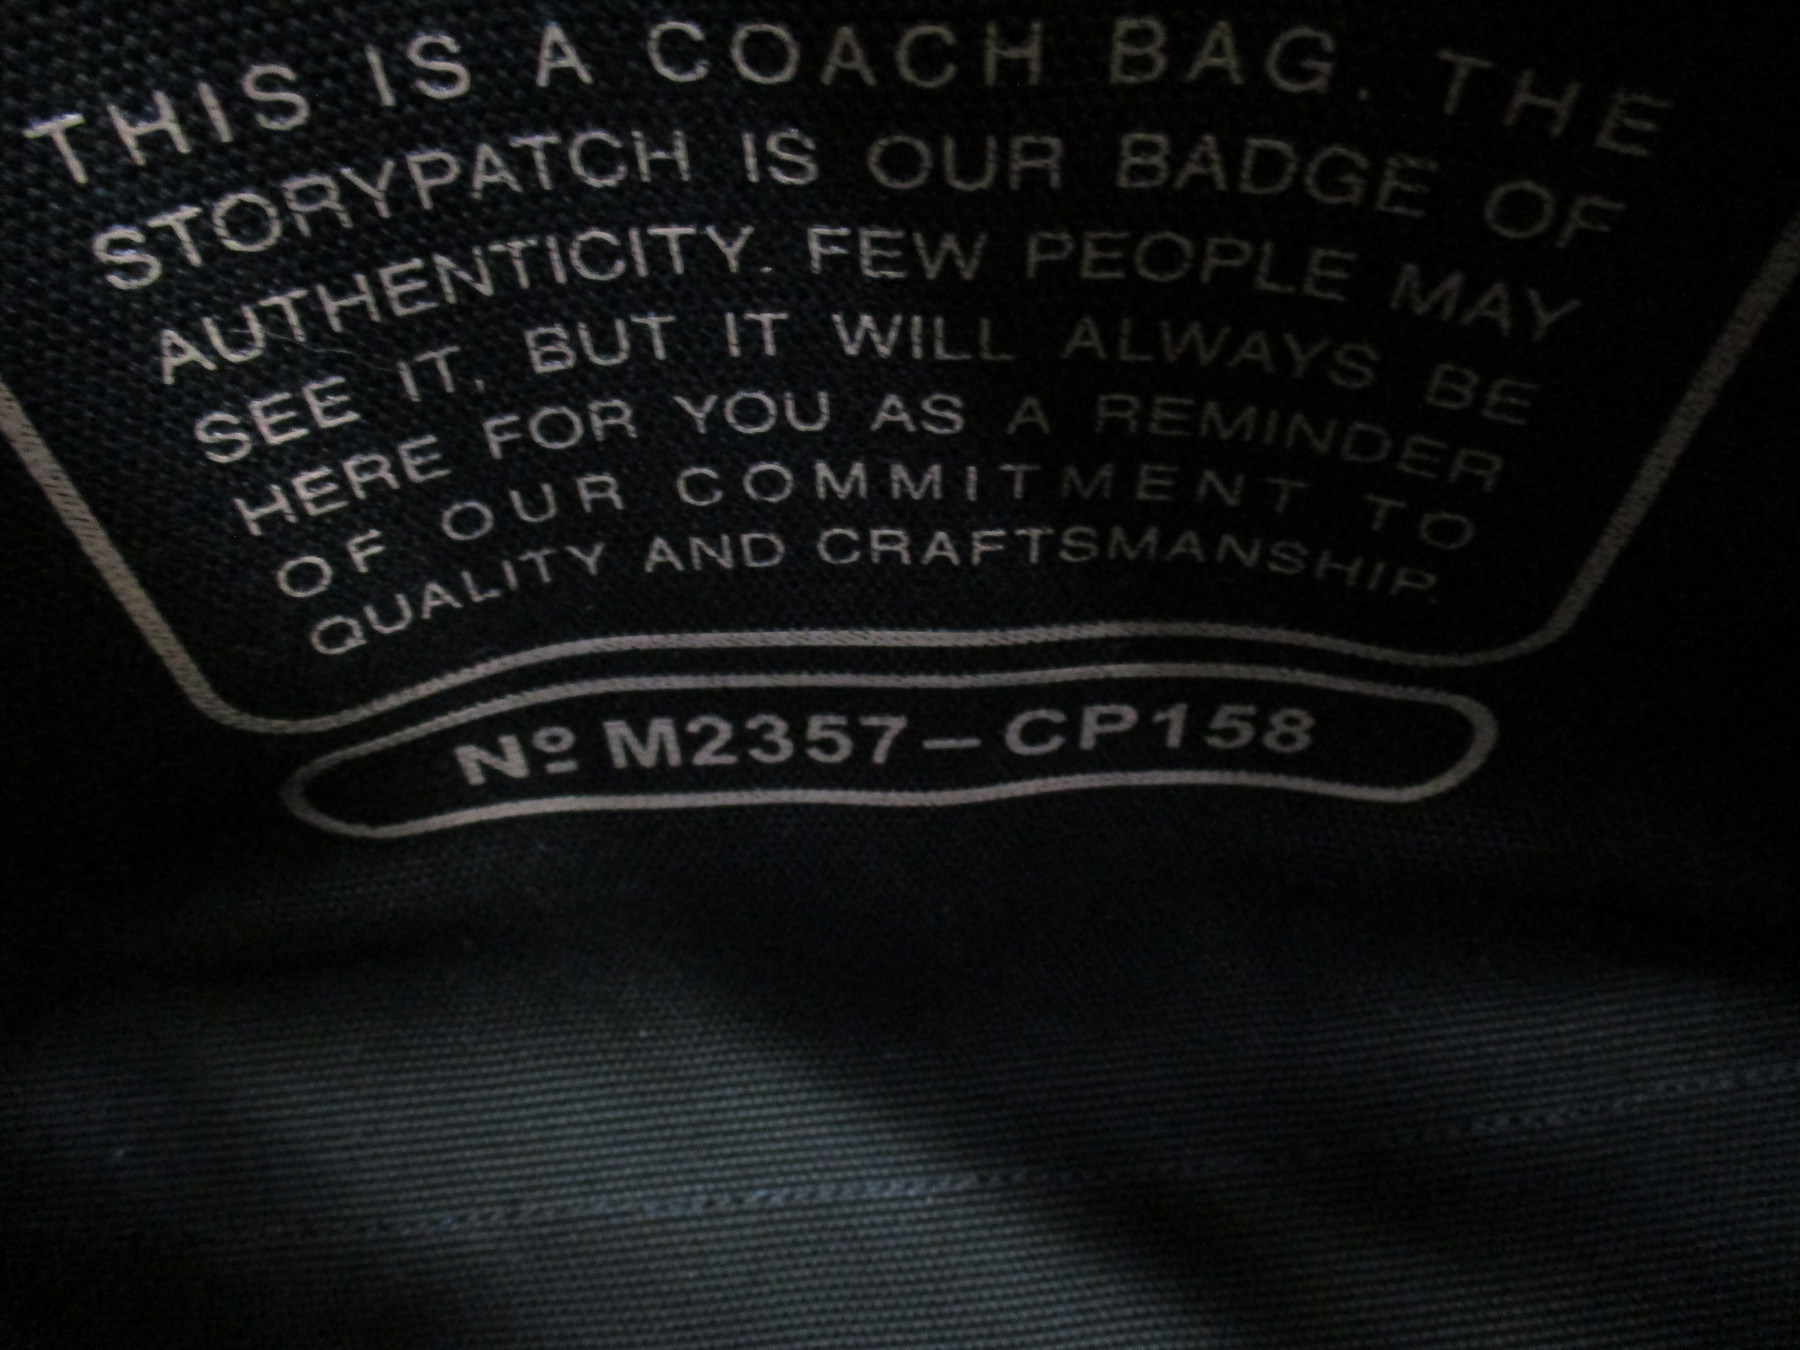 THIS IS A COACH BAG. THE
STORYPATCH IS OUR BADGE OF
AUTHENTICITY. FEW PEOPLE MAY
SEE IT, BUT IT WILL ALWAYS BE
HERE FOR YOU AS A REMINDER
OF OUR COMMITMENT TO
QUALITY AND CRAFTSMANSHIP.
Nº M2357-CP158